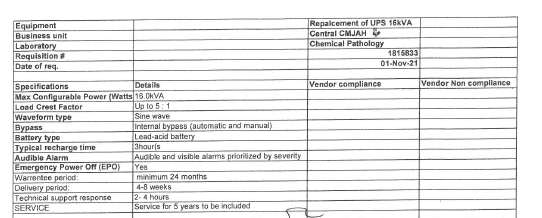 Equipment Repalcement of UPS 16kVA
Business unit Central CMJAH
Laboratory Chemical Pathology
Requisition # 1815833
Date of req. 01-Nov-21
Specifications Details Vendor compliance Vendor Non compliance
Max Configurable Power (Watts 16.0kVA
Load Crest Factor Up to 5 : 1
Waveform type Sine wave
Bypass Internal bypass (automatic and manual)
Battery type Lead-acid battery
Typical recharge time 3hour(s
Audible Alarm Audible and visible alarms prioritized by severity
Emergency Power Off (EPO) Yes
Warrentee period: minimum 24 months
Delivery period: 4-8 weeks
Technical support response 2- 4 hours
SERVICE Service for 5 years to be included